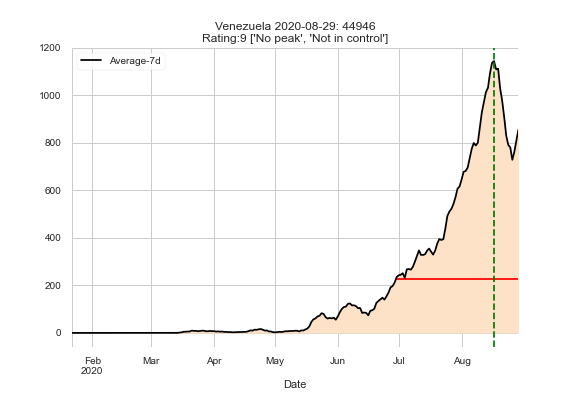 Venezuela 2020-08-29: 44946
Rating:9 ['No peak', 'Not in control']
1200
Average-7d
1000
800
600
400
200
0
Feb Mar Apr May Jun Jul Aug
2020
Date